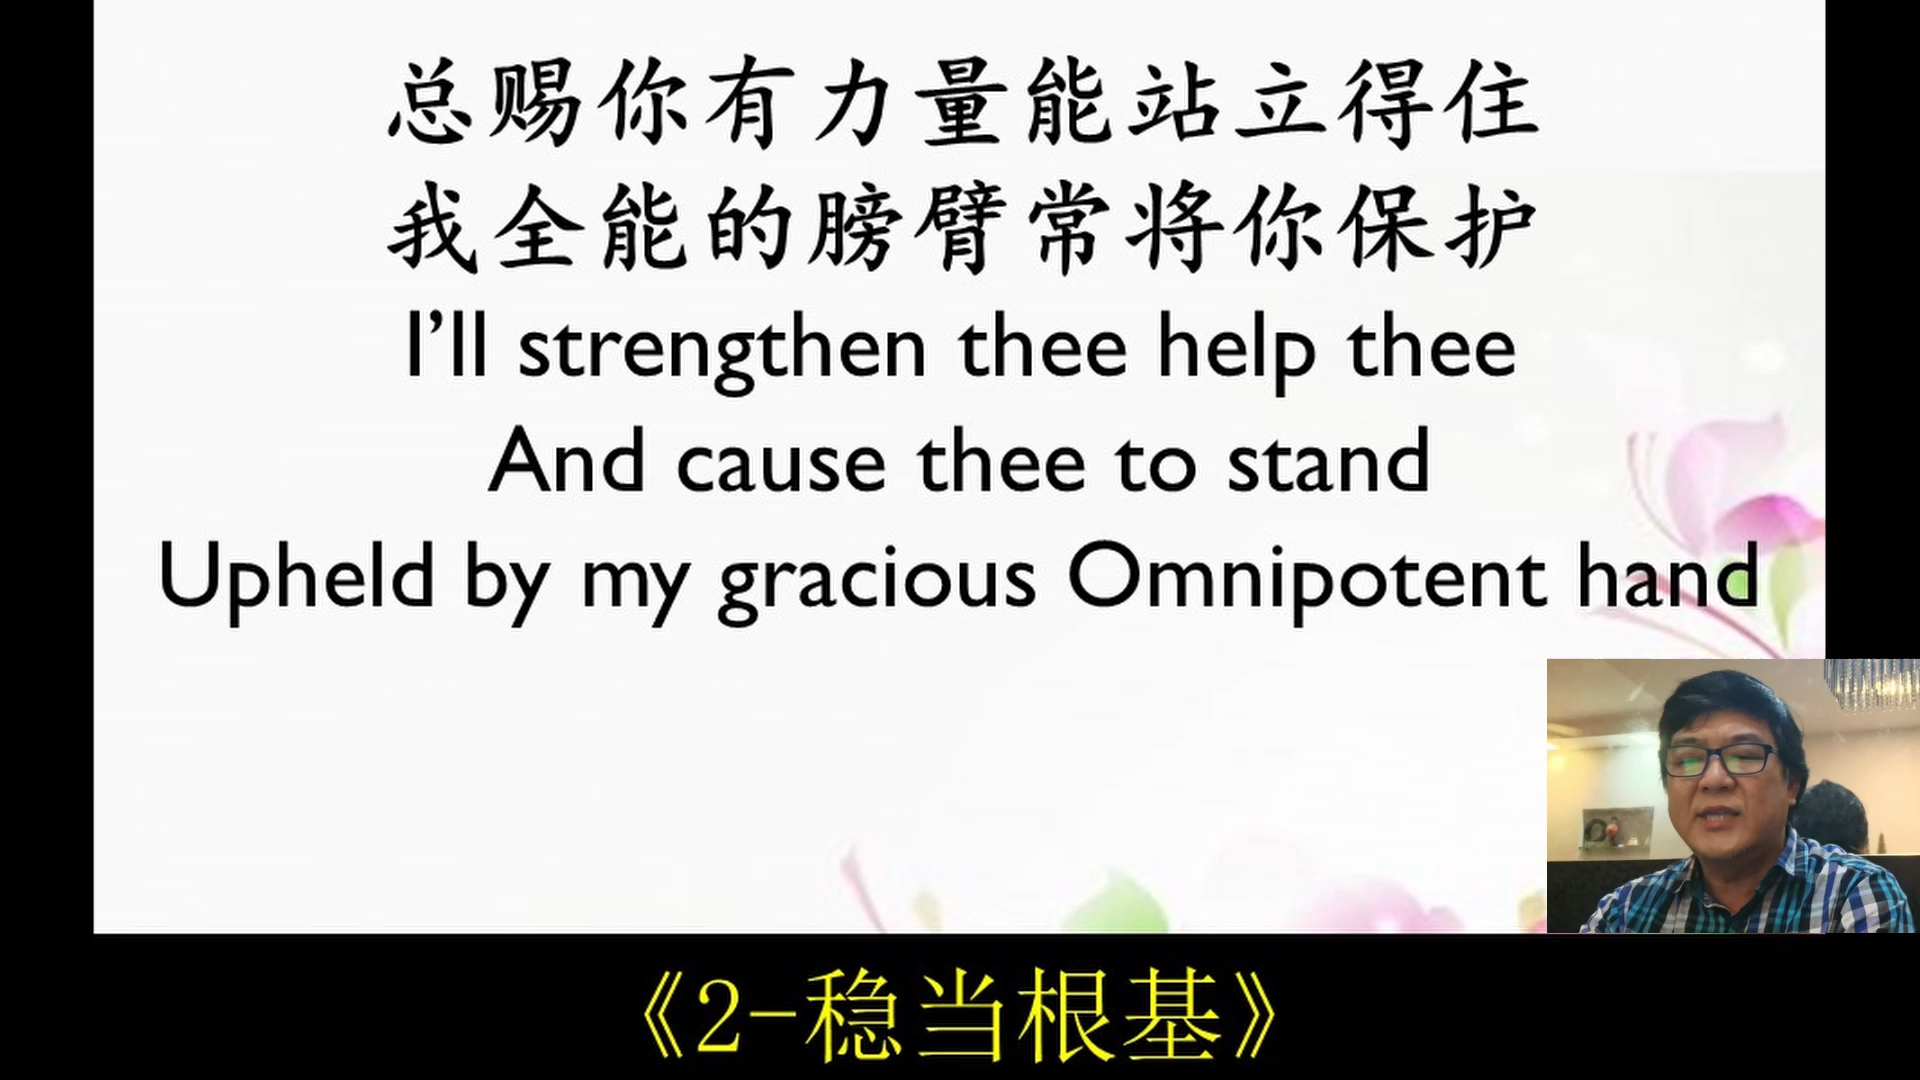 总赐你有力量能站立得住
我全能的膀臂常将你保护
I’ll strengthen thee help thee
And cause thee to stand
Upheld by my gracious Omnipotent hand
《2-稳当根基》